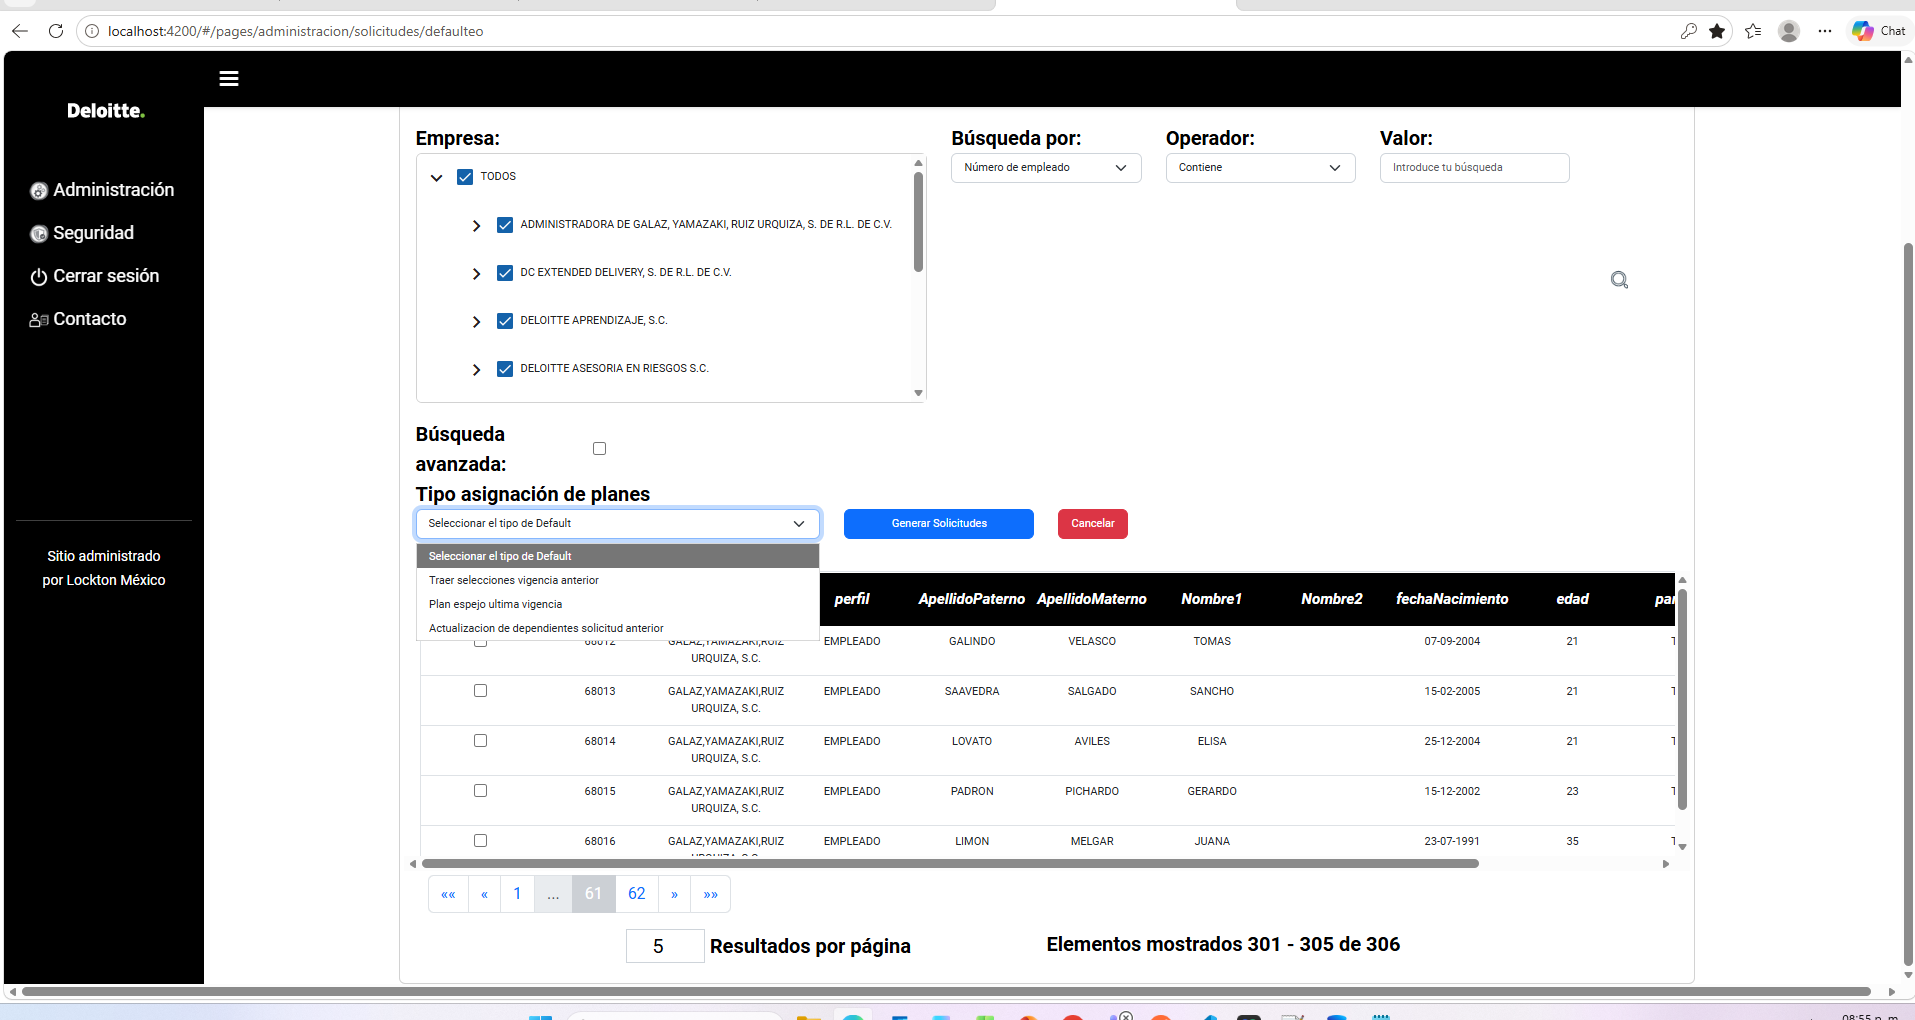 localhost:4200/#/pages/administracion/solicitudes/defaulteo
Chat
Deloitte.
Administración
Seguridad
Cerrar sesión
Contacto
Sitio administrado
por Lockton México
Empresa:
TODOS
ADMINISTRADORA DE GALAZ, YAMAZAKI, RUIZ URQUIZA, S. DE R.L. DE C.V.
DC EXTENDED DELIVERY, S. DE R.L. DE C.V.
DELOITTE APRENDIZAJE, S.C.
DELOITTE ASESORIA EN RIESGOS S.C.
Búsqueda por:
Número de empleado
Operador:
Contiene
Valor:
Introduce tu búsqueda
Búsqueda
avanzada:
Tipo asignación de planes
Seleccionar el tipo de Default
Generar Solicitudes
Cancelar
Seleccionar el tipo de Default
Traer selecciones vigencia anterior
Plan espejo ultima vigencia
Actualizacion de dependientes solicitud anterior
perfil ApellidoPaterno ApellidoMaterno Nombre1 Nombre2 fechaNacimiento edad
68012 GALAZ,YAMAZAKI,RUIZ EMPLEADO GALINDO VELASCO TOMAS 07-09-2004 21
URQUIZA, S.C.
68013 GALAZ,YAMAZAKI,RUIZ EMPLEADO SAAVEDRA SALGADO SANCHO 15-02-2005 21
URQUIZA, S.C.
68014 GALAZ,YAMAZAKI,RUIZ EMPLEADO LOVATO AVILES ELISA 25-12-2004 21
URQUIZA, S.C.
68015 GALAZ,YAMAZAKI,RUIZ EMPLEADO PADRON PICHARDO GERARDO 15-12-2002 23
URQUIZA, S.C.
68016 GALAZ,YAMAZAKI,RUIZ EMPLEADO LIMON MELGAR JUANA 23-07-1991 35
«« « 1 ... 61 62 » »»
5 Resultados por página
Elementos mostrados 301 - 305 de 306